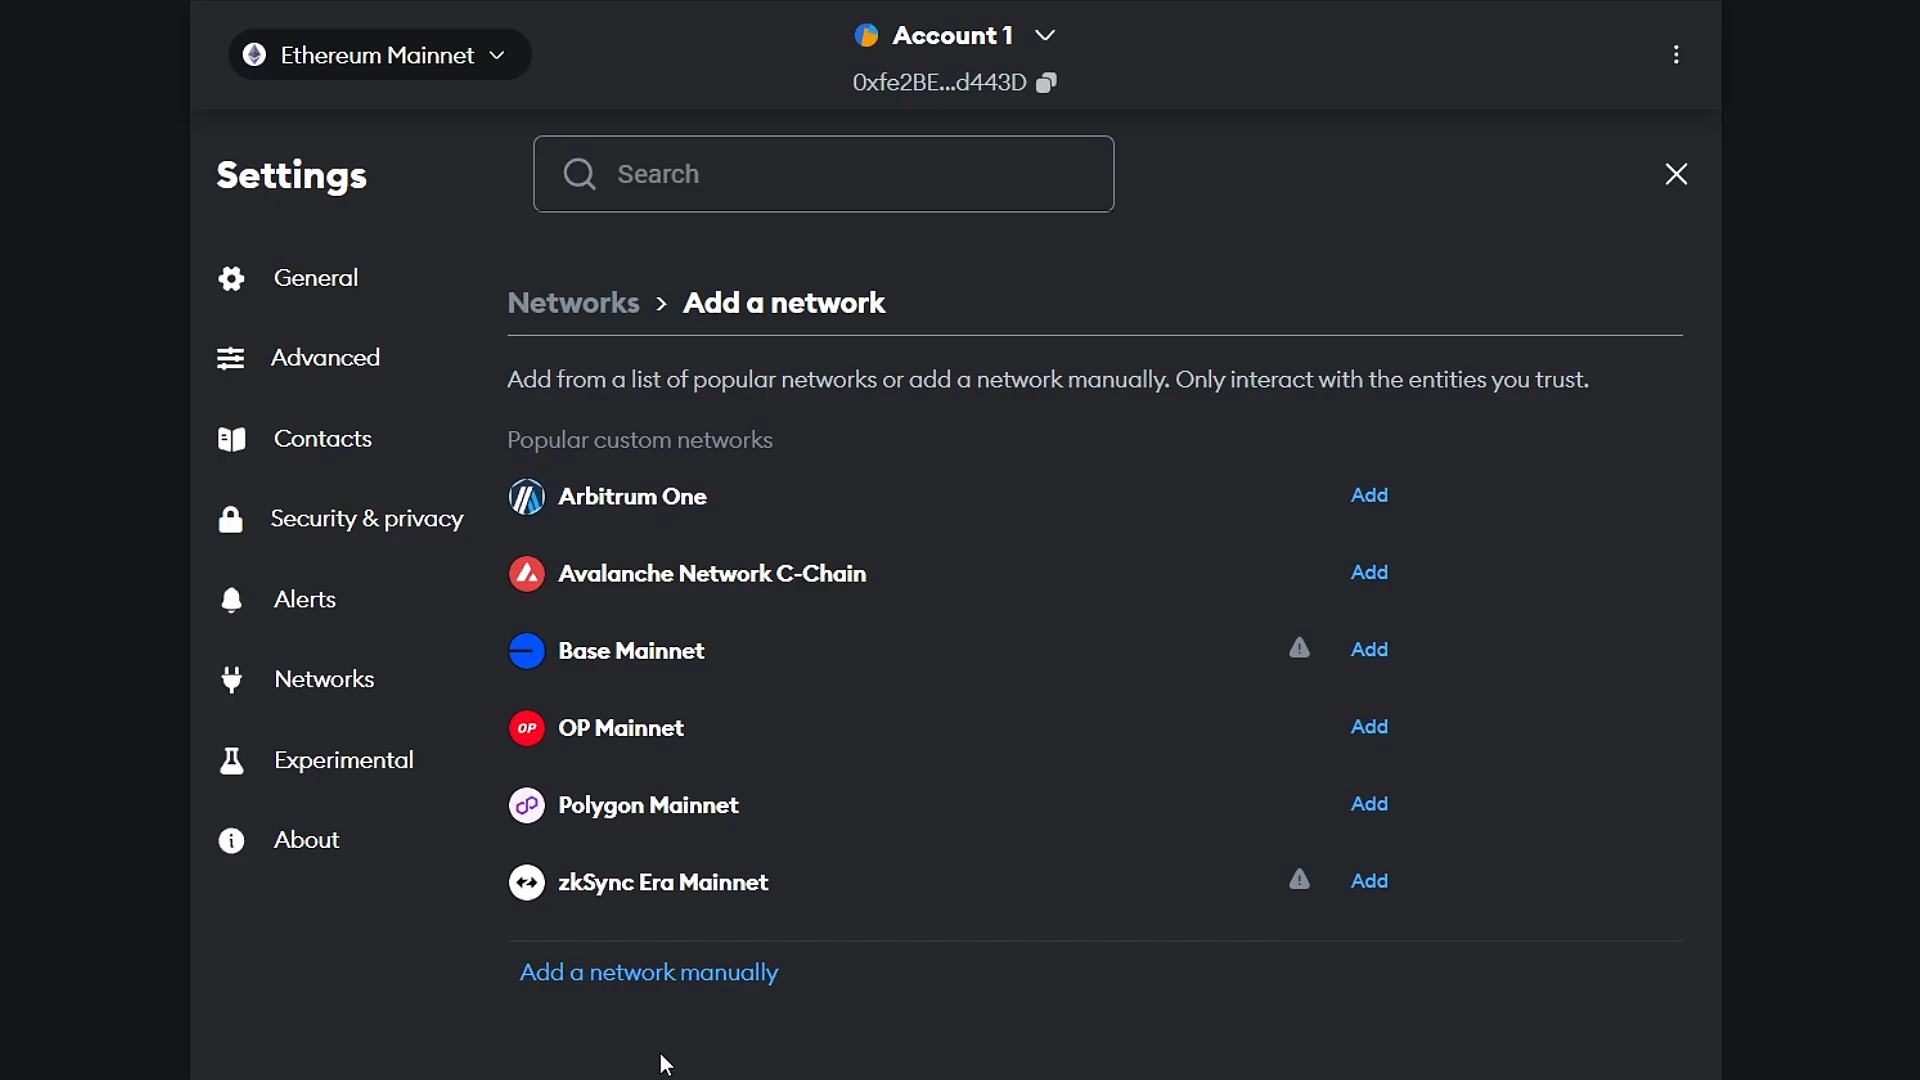 Ethereum Mainnet
Account 1
0xfe2BE...d443D
Settings
Search
General
Advanced
Contacts
Security & privacy
Alerts
Networks
Experimental
About
Networks > Add a network
Add from a list of popular networks or add a network manually. Only interact with the entities you trust.
Popular custom networks
Arbitrum One Add
Avalanche Network C-Chain Add
Base Mainnet Add
OP OP Mainnet Add
Polygon Mainnet Add
zkSync Era Mainnet Add
Add a network manually